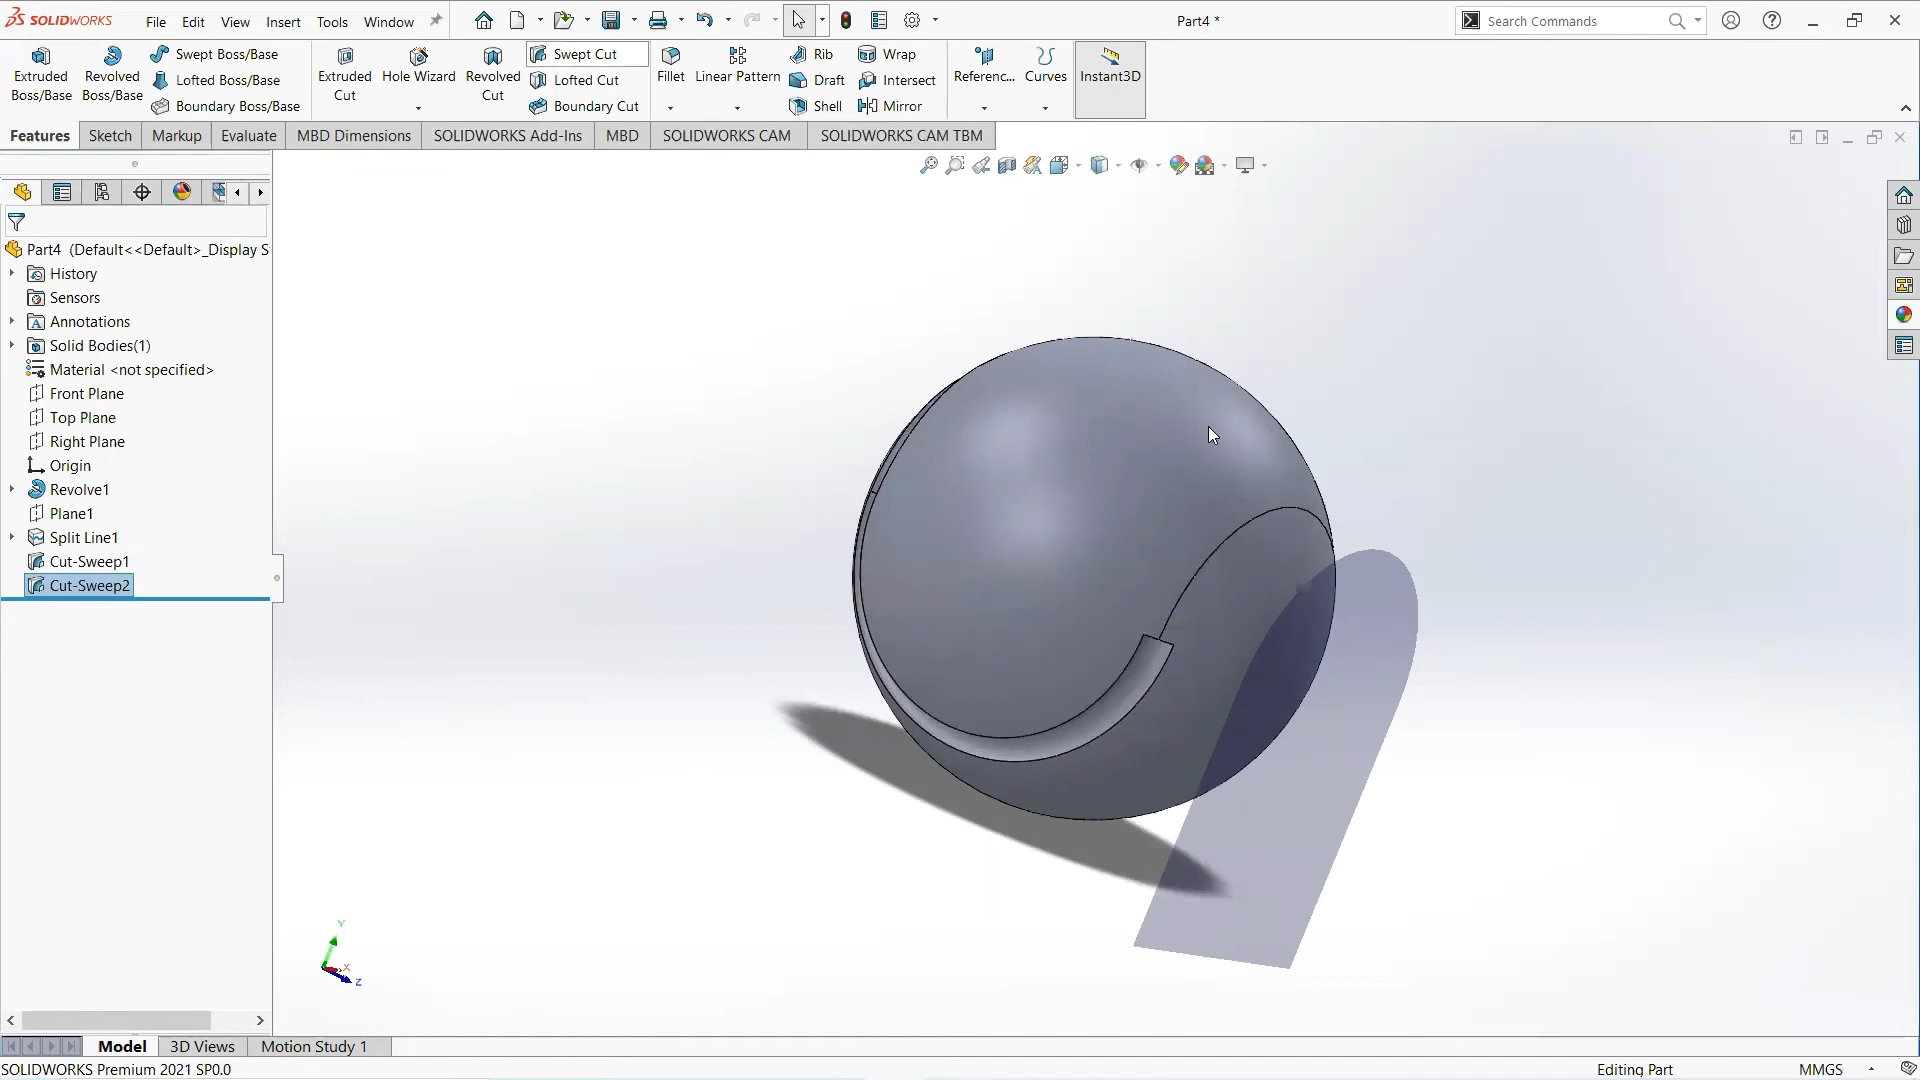 SOLIDWORKS File Edit View Insert Tools Window Part4 * Search Commands
Extruded Boss/Base
Revolved Boss/Base
Swept Boss/Base
Lofted Boss/Base
Boundary Boss/Base
Extruded Cut
Hole Wizard
Revolved Cut
Swept Cut
Lofted Cut
Boundary Cut
Fillet
Linear Pattern
Rib
Draft
Shell
Wrap
Intersect
Mirror
Referenc...
Curves
Instant3D
Features Sketch Markup Evaluate MBD Dimensions SOLIDWORKS Add-Ins MBD SOLIDWORKS CAM SOLIDWORKS CAM TBM
Part4 (Default<<Default>_Display S
History
Sensors
Annotations
Solid Bodies(1)
Material <not specified>
Front Plane
Top Plane
Right Plane
Origin
Revolve1
Plane1
Split Line1
Cut-Sweep1
Cut-Sweep2
Y
X
Z
Model 3D Views Motion Study 1
SOLIDWORKS Premium 2021 SP0.0 Editing Part MMGS